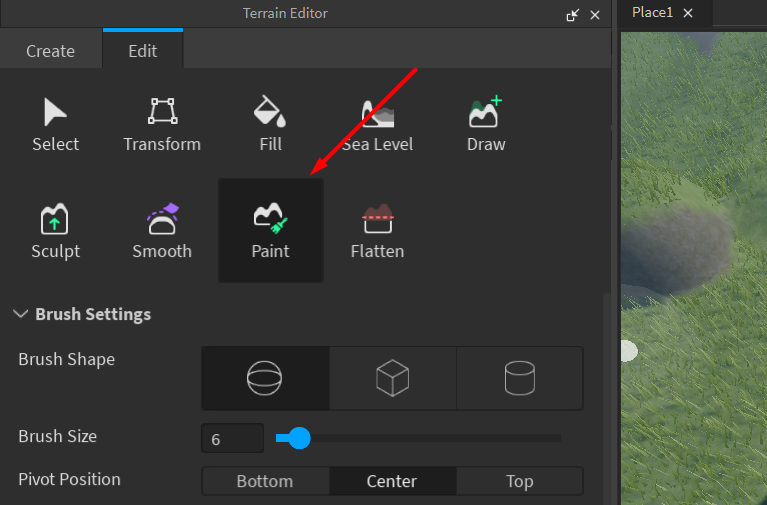 Terrain Editor
Place1
Create
Edit
Select
Transform
Fill
Sea Level
Draw
Sculpt
Smooth
Paint
Flatten
Brush Settings
Brush Shape
Brush Size
6
Pivot Position
Bottom
Center
Top